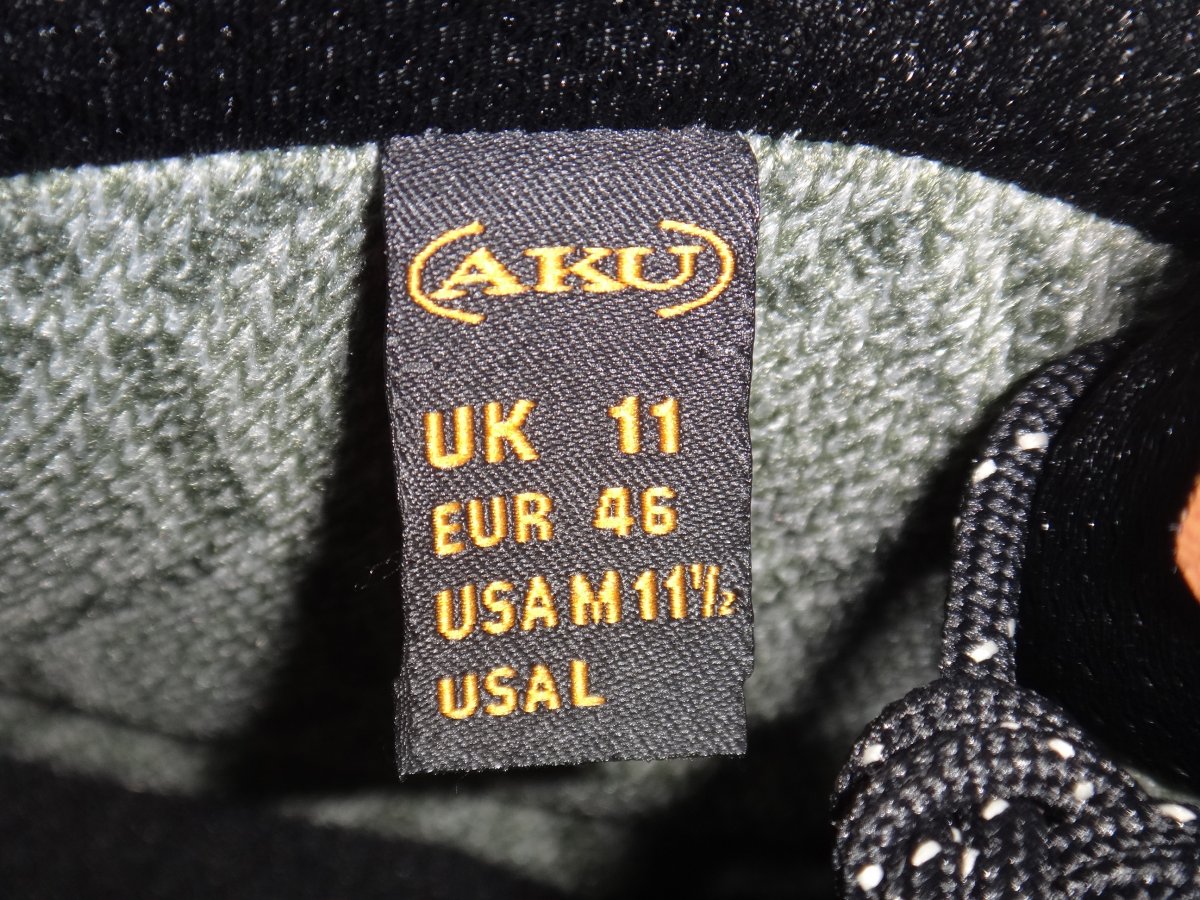 (AKU)
UK 11
EUR 46
USA M 11½
USA L